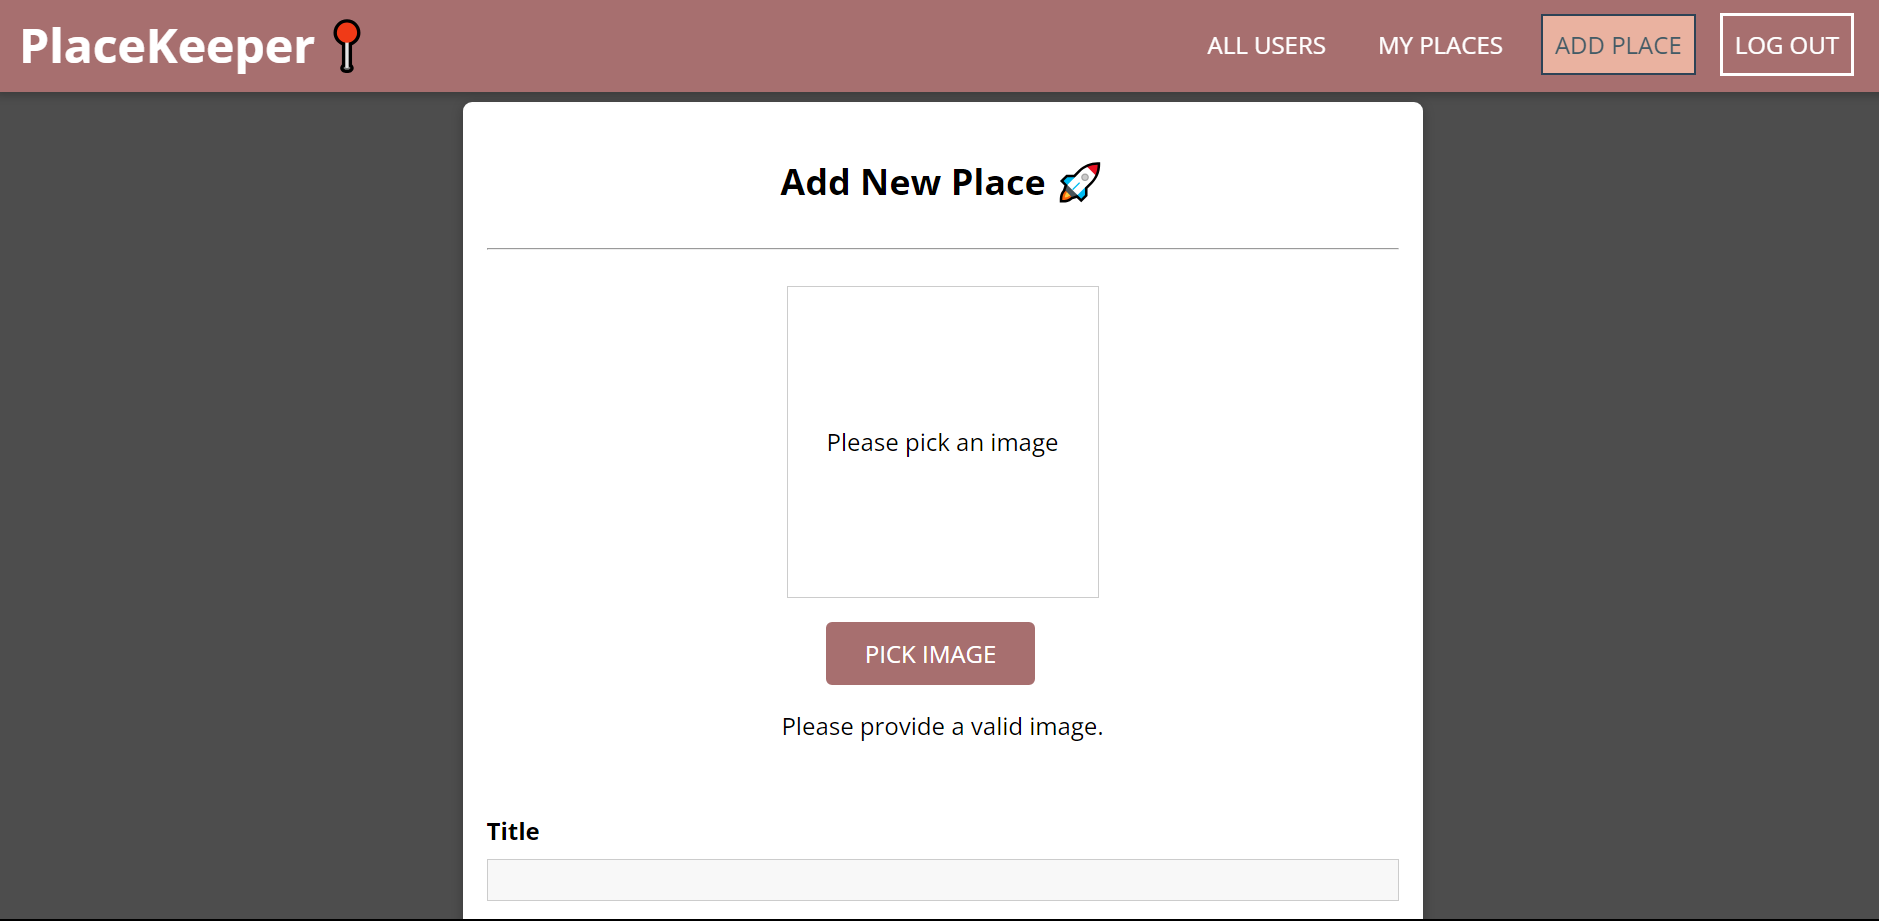 PlaceKeeper
ALL USERS MY PLACES ADD PLACE LOG OUT
Add New Place
Please pick an image
PICK IMAGE
Please provide a valid image.
Title